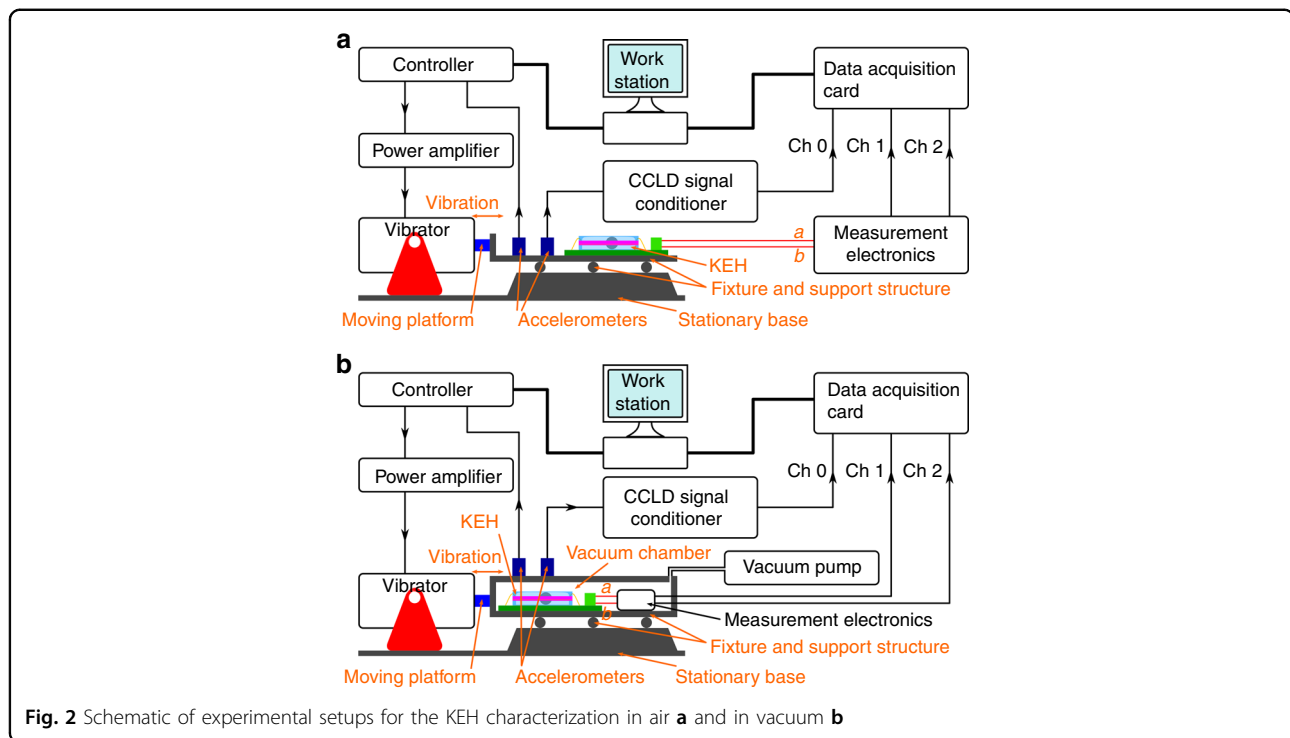 a
Controller
Work
station
Data acquisition
card
Ch 0
Ch 1
Ch 2
Power amplifier
CCLD signal
conditioner
Vibration
Vibrator
a
b
Measurement
electronics
KEH
Fixture and support structure
Moving platform
Accelerometers
Stationary base
b
Controller
Work
station
Data acquisition
card
Ch 0
Ch 1
Ch 2
Power amplifier
CCLD signal
conditioner
KEH
Vibration
Vacuum chamber
Vacuum pump
Vibrator
a
b
Measurement electronics
Fixture and support structure
Moving platform
Accelerometers
Stationary base
Fig. 2 Schematic of experimental setups for the KEH characterization in air a and in vacuum b